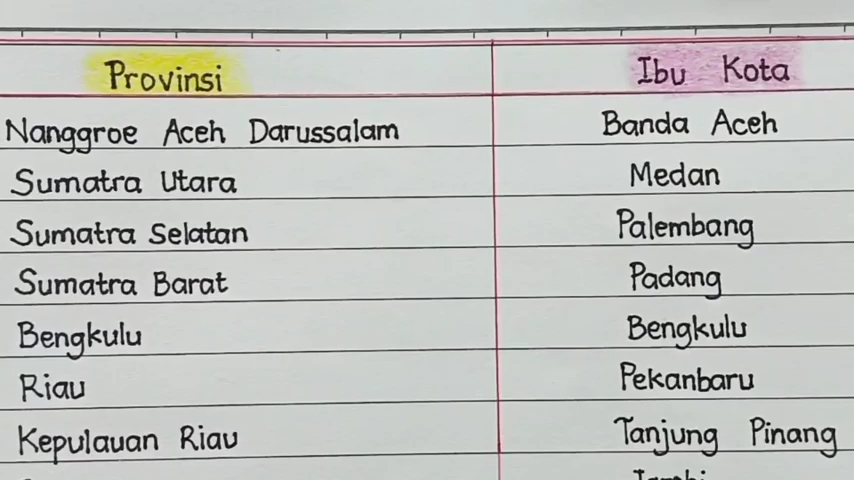 Provinsi Ibu Kota
Nanggroe Aceh Darussalam Banda Aceh
Sumatra Utara Medan
Sumatra Selatan Palembang
Sumatra Barat Padang
Bengkulu Bengkulu
Riau Pekanbaru
Kepulauan Riau Tanjung Pinang